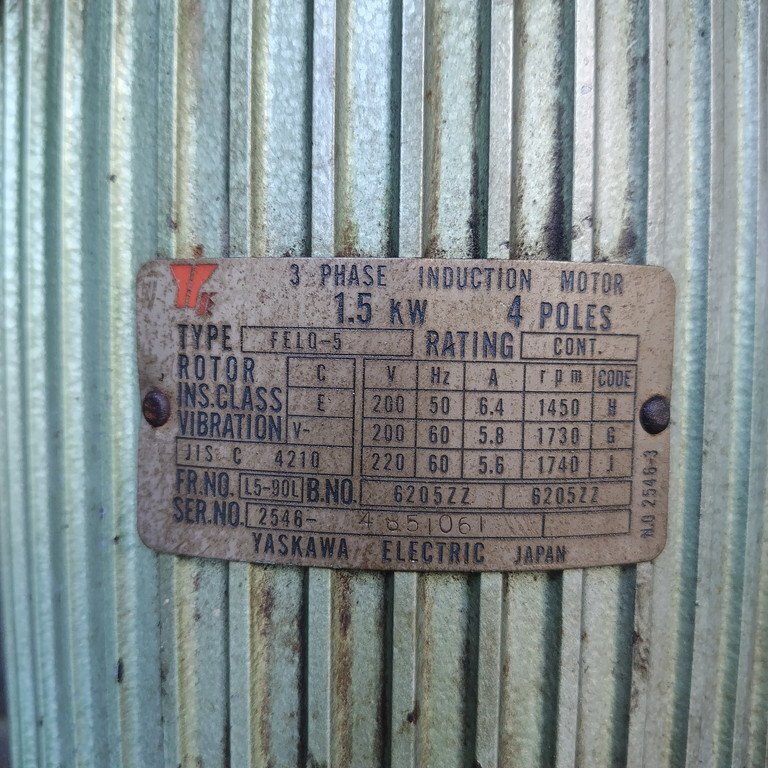 3 PHASE INDUCTION MOTOR
1.5 KW 4 POLES
TYPE FELQ-5 RATING CONT.
ROTOR C
INS.CLASS E
VIBRATION V-
JIS C 4210
V Hz A rpm CODE
200 50 6.4 1450 H
200 60 5.8 1730 G
220 60 5.6 1740 J
FR.NO. L5-90L B.NO. 6205ZZ 6205ZZ
SER.NO. 2546-
YASKAWA ELECTRIC JAPAN
N.O 2546-3